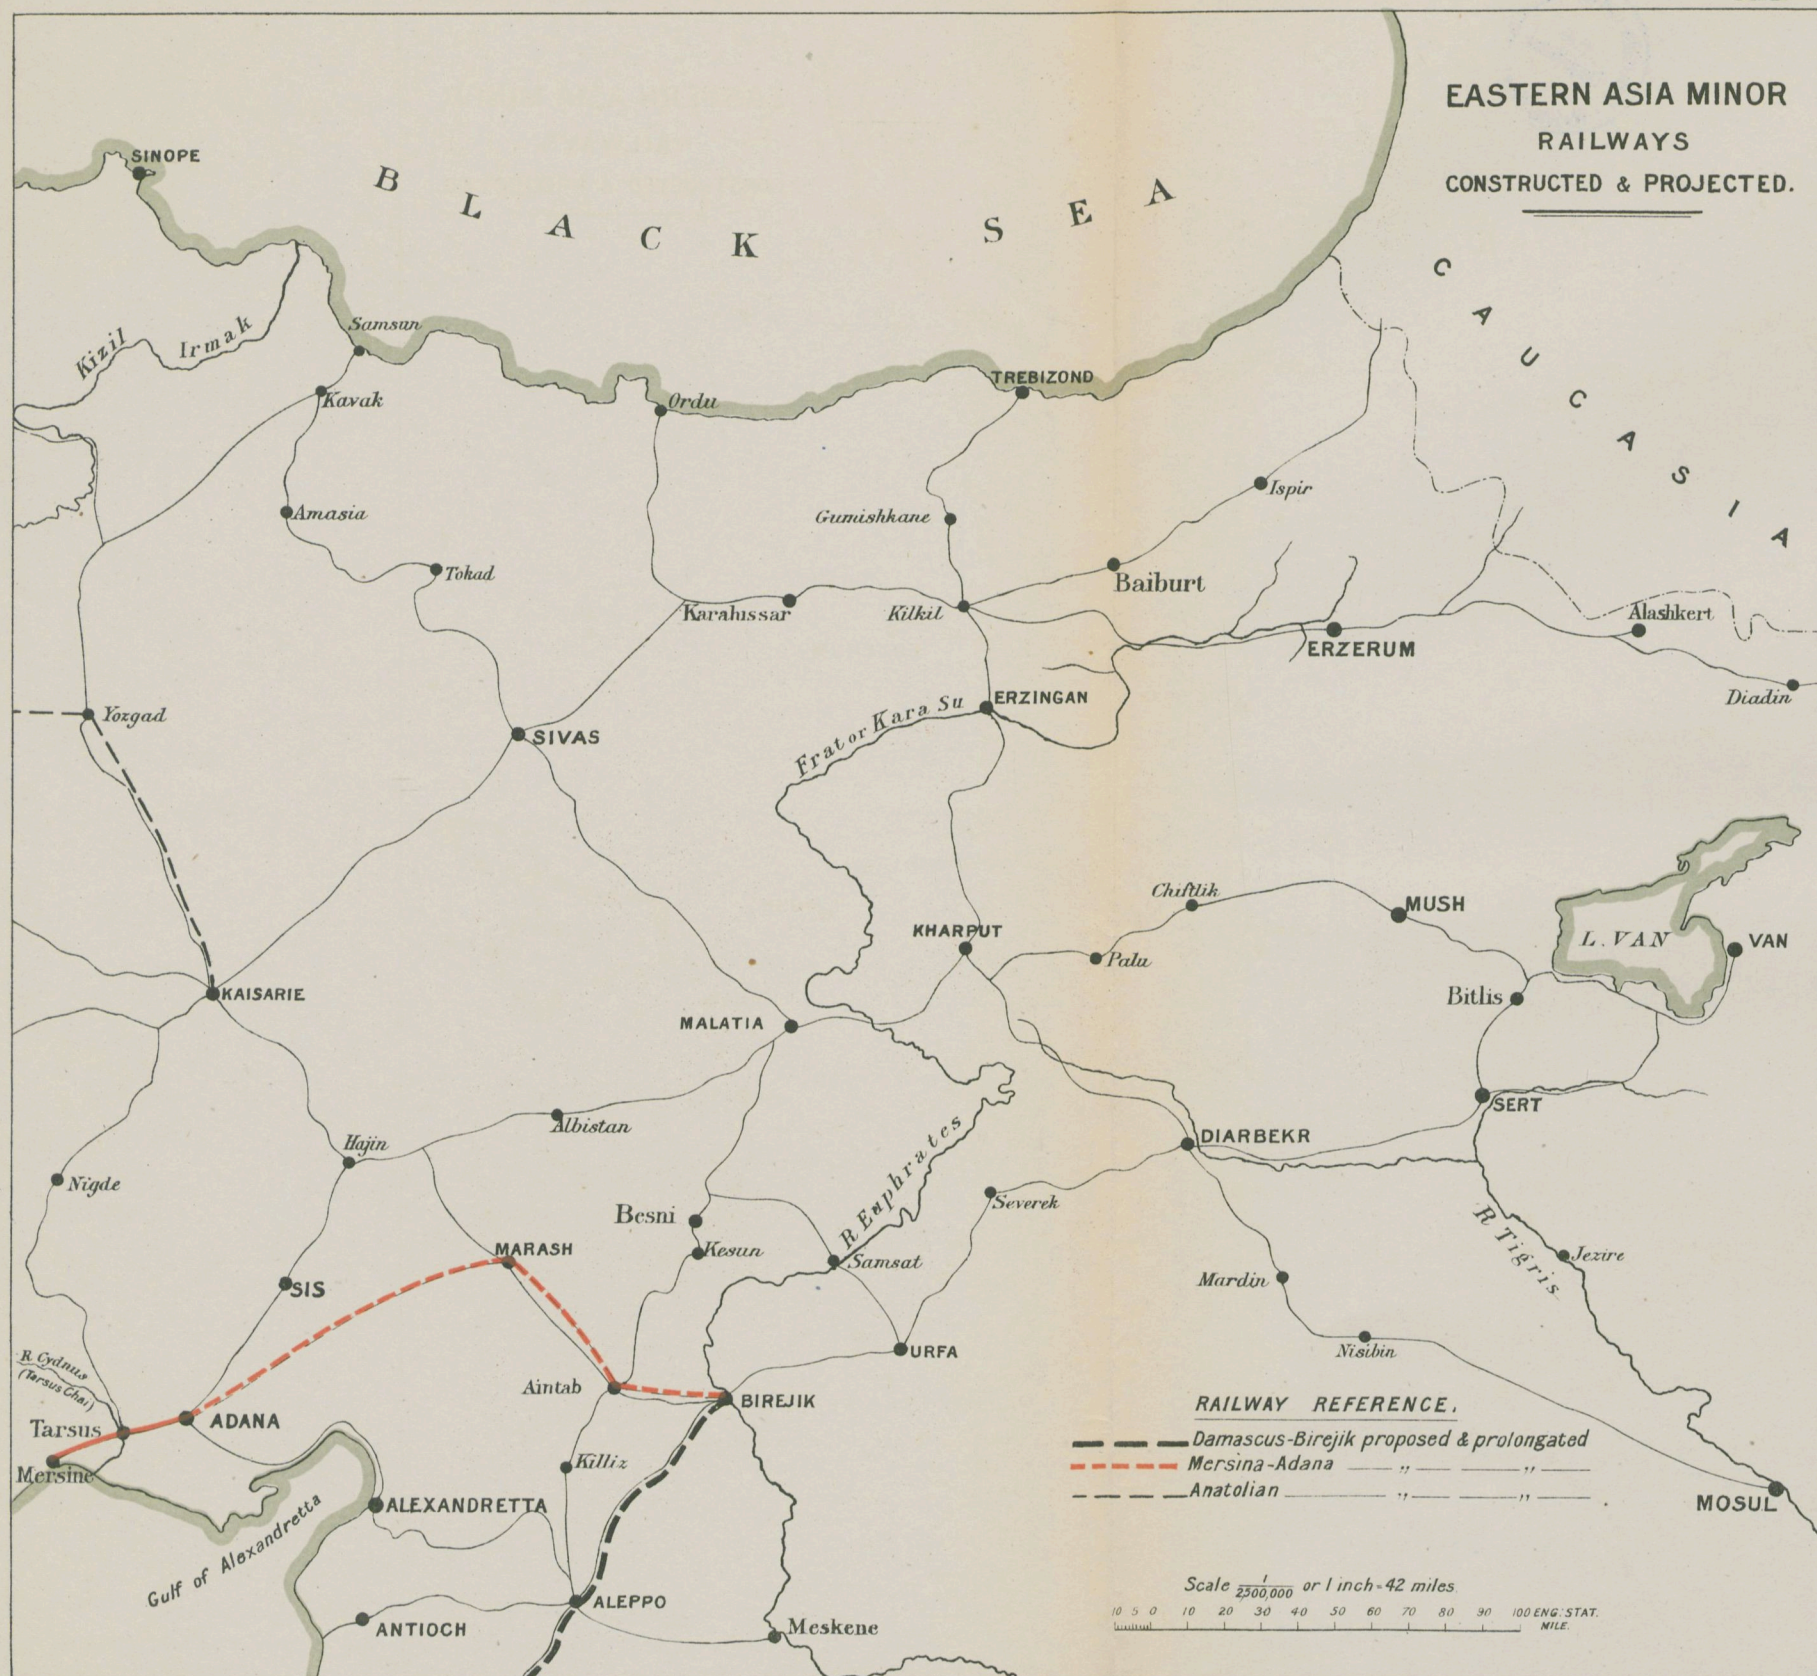 EASTERN ASIA MINOR
RAILWAYS
CONSTRUCTED & PROJECTED.
BLACK SEA
CAUCASIA
SINOPE
Kizil Irmak
Samsun
Kavak
Ordu
TREBIZOND
Amasia
Gumishkane
Ispir
Tokad
Baiburt
Karahissar
Kilkil
Alashkert
ERZERUM
Diadin
Yozgad
SIVAS
Frat or Kara Su
ERZINGAN
Chiftlik
MUSH
KHARPUT
Palu
L. VAN
VAN
KAISARIE
MALATIA
Bitlis
Albistan
Hajin
SERT
DIARBEKR
Nigde
R Euphrates
Severek
Besni
Kesun
Samsat
R Tigris
Jezire
MARASH
SIS
Mardin
Nisibin
URFA
R. Cydnus
(Tarsus Chai)
Aintab
BIREJIK
Tarsus
ADANA
Mersine
Killiz
ALEXANDRETTA
Gulf of Alexandretta
MOSUL
ALEPPO
ANTIOCH
Meskene
RAILWAY REFERENCE.
Damascus-Birejik proposed & prolongated
Mersina-Adana — „ — „ —
Anatolian — „ — „ —
Scale 1/2500,000 or 1 inch = 42 miles.
10 5 0 10 20 30 40 50 60 70 80 90 100 ENG: STAT.
MILE.